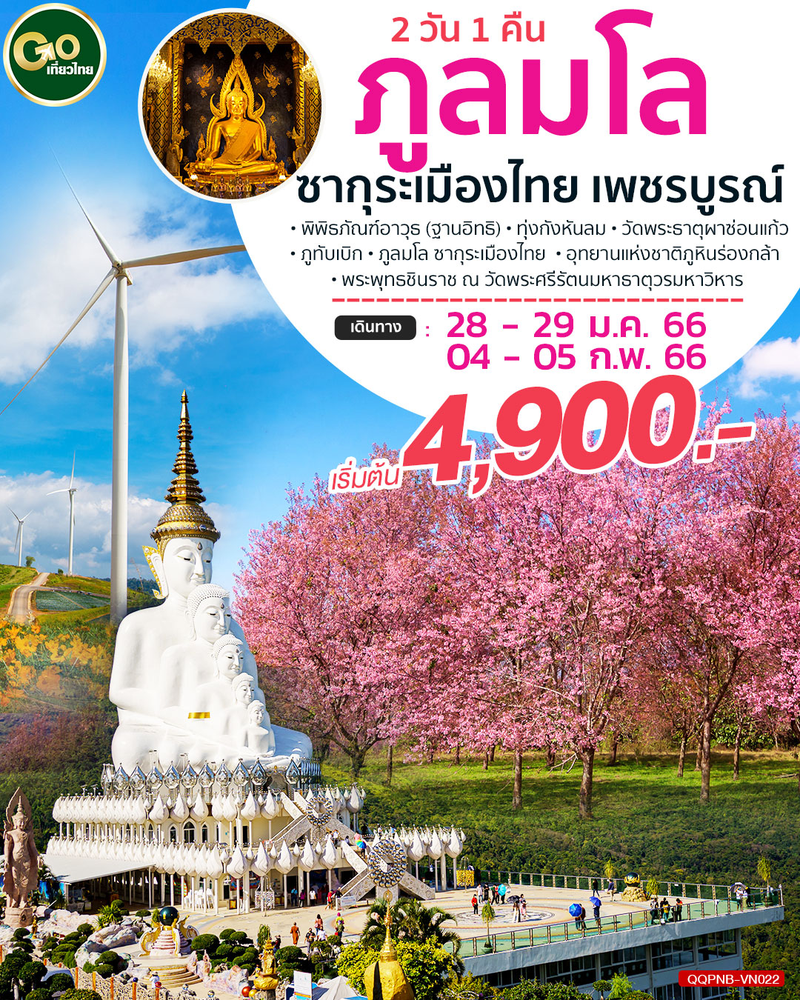 GO
เที่ยวไทย
2 วัน 1 คืน
ภูลมโล
ซากุระเมืองไทย เพชรบูรณ์
• พิพิธภัณฑ์อาวุธ (ฐานอิทธิ) • ทุ่งกังหันลม • วัดพระธาตุผาซ่อนแก้ว
• ภูทับเบิก • ภูลมโล ซากุระเมืองไทย • อุทยานแห่งชาติภูหินร่องกล้า
• พระพุทธชินราช ณ วัดพระศรีรัตนมหาธาตุวรมหาวิหาร
เดินทาง : 28 - 29 ม.ค. 66
04 - 05 ก.พ. 66
เริ่มต้น 4,900.-
QQPNB-VN022